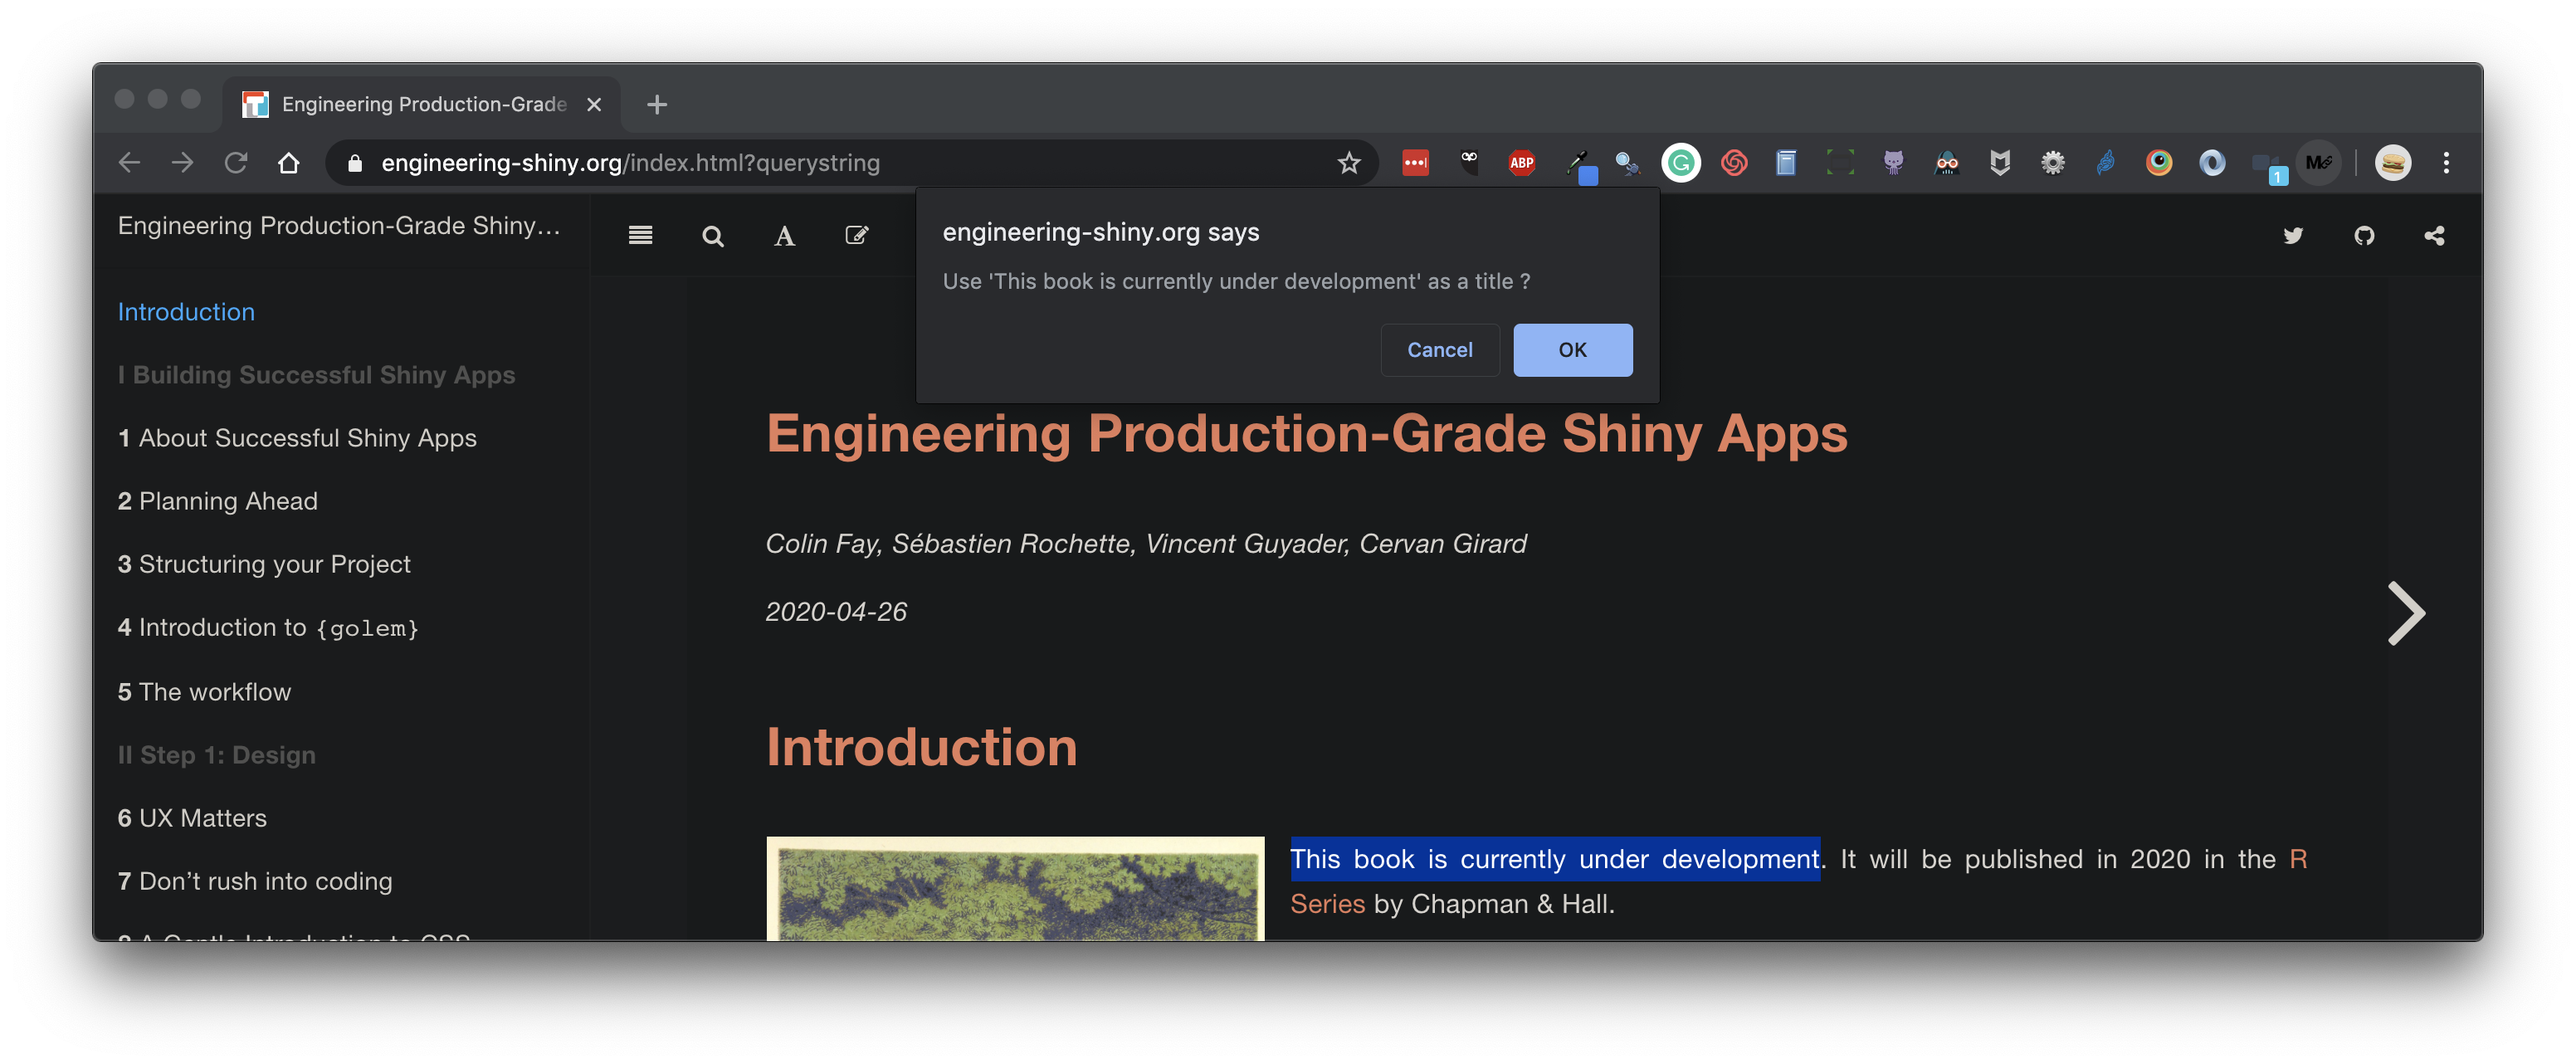 Engineering Production-Grade
engineering-shiny.org/index.html?querystring
ABP
1
engineering-shiny.org says
Use 'This book is currently under development' as a title ?
Cancel
OK
Engineering Production-Grade Shiny…
Introduction
I Building Successful Shiny Apps
1 About Successful Shiny Apps
2 Planning Ahead
3 Structuring your Project
4 Introduction to {golem}
5 The workflow
II Step 1: Design
6 UX Matters
7 Don’t rush into coding
8 A Gentle Introduction to CSS
Engineering Production-Grade Shiny Apps
Colin Fay, Sébastien Rochette, Vincent Guyader, Cervan Girard
2020-04-26
Introduction
This book is currently under development. It will be published in 2020 in the R
Series by Chapman & Hall.